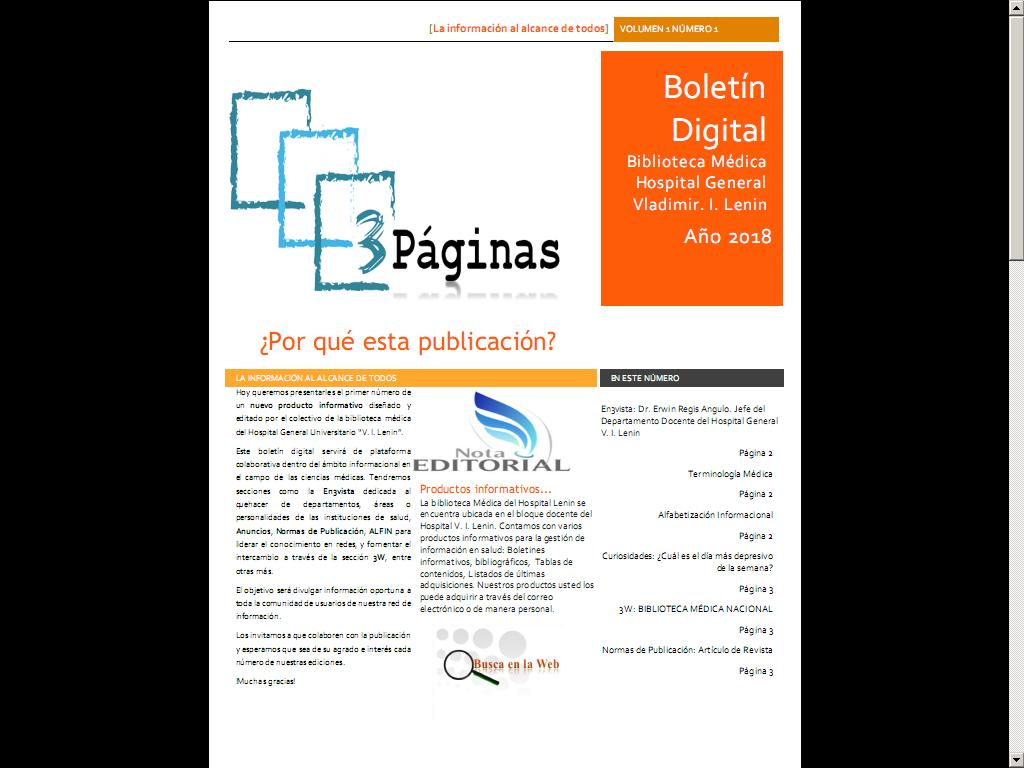 [La información al alcance de todos]
VOLUMEN 1 NÚMERO 1
Boletín
Digital
Biblioteca Médica
Hospital General
Vladimir. I. Lenin
Año 2018
3 Páginas
¿Por qué esta publicación?
LA INFORMACIÓN AL ALCANCE DE TODOS
Hoy queremos presentarles el primer número de
un nuevo producto informativo diseñado y
editado por el colectivo de la biblioteca médica
del Hospital General Universitario "V. I. Lenin".
Este boletín digital servirá de plataforma
colaborativa dentro del ámbito informacional en
el campo de las ciencias médicas. Tendremos
secciones como la En3vista dedicada al
quehacer de departamentos, áreas o
personalidades de las instituciones de salud,
Anuncios, Normas de Publicación, ALFIN para
liderar el conocimiento en redes, y fomentar el
intercambio a través de la sección 3W, entre
otras más.
El objetivo será divulgar información oportuna a
toda la comunidad de usuarios de nuestra red de
información.
Los invitamos a que colaboren con la publicación
y esperamos que sea de su agrado e interés cada
número de nuestras ediciones.
Muchas gracias!
Nota
EDITORIAL
Productos informativos...
La biblioteca Médica del Hospital Lenin se
encuentra ubicada en el bloque docente del
Hospital V. I. Lenin. Contamos con varios
productos informativos para la gestión de
información en salud: Boletines
informativos, bibliográficos, Tablas de
contenidos, Listados de últimas
adquisiciones. Nuestros productos usted los
puede adquirir a través del correo
electrónico o de manera personal.
Busca en la Web
EN ESTE NÚMERO
En3vista: Dr. Erwin Regis Angulo. Jefe del
Departamento Docente del Hospital General
V. I. Lenin
Página 2
Terminología Médica
Página 2
Alfabetización Informacional
Página 2
Curiosidades: ¿Cuál es el día más depresivo
de la semana?
Página 3
3W: BIBLIOTECA MÉDICA NACIONAL
Página 3
Normas de Publicación: Artículo de Revista
Página 3